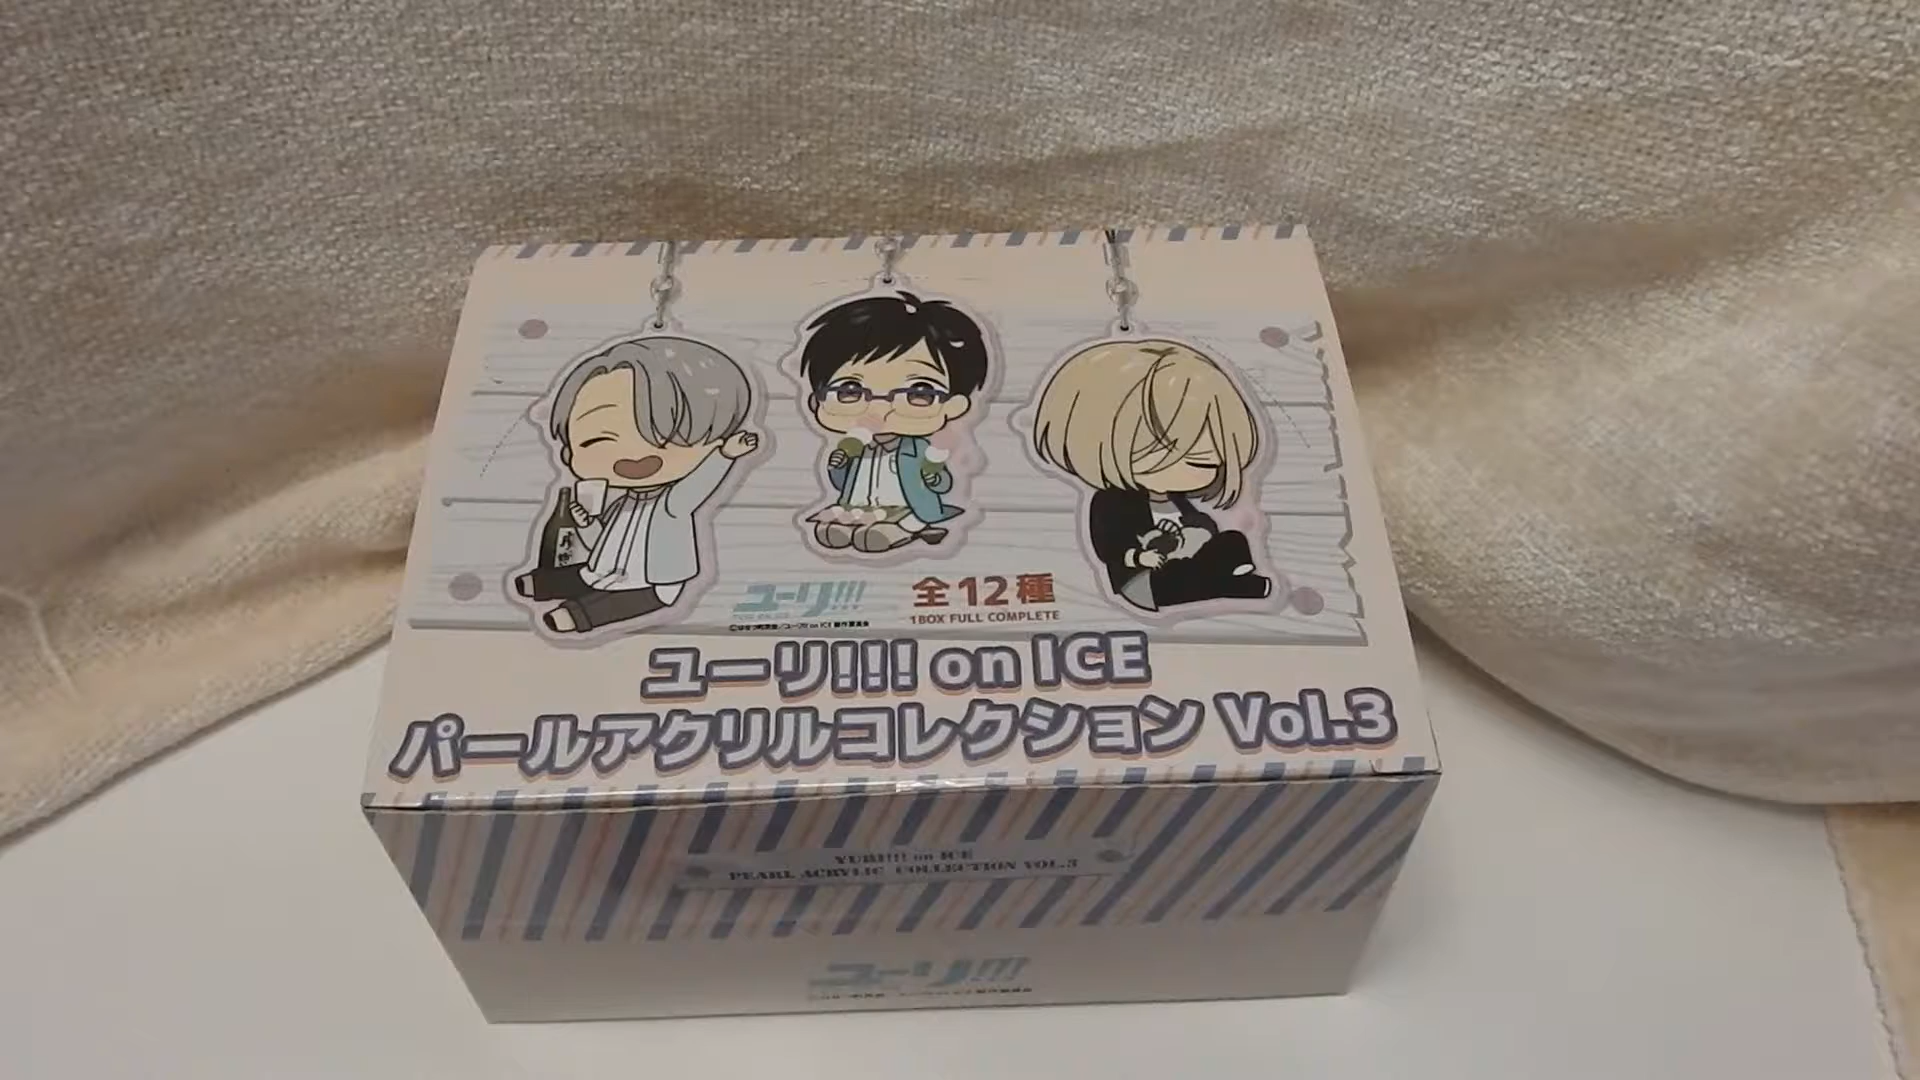 ユーリ!!!
全12種
1BOX FULL COMPLETE
ユーリ!!! on ICE
パールアクリルコレクション Vol.3
YURI!!! on ICE
PEARL ACRYLIC COLLECTION VOL.3
ユーリ!!!